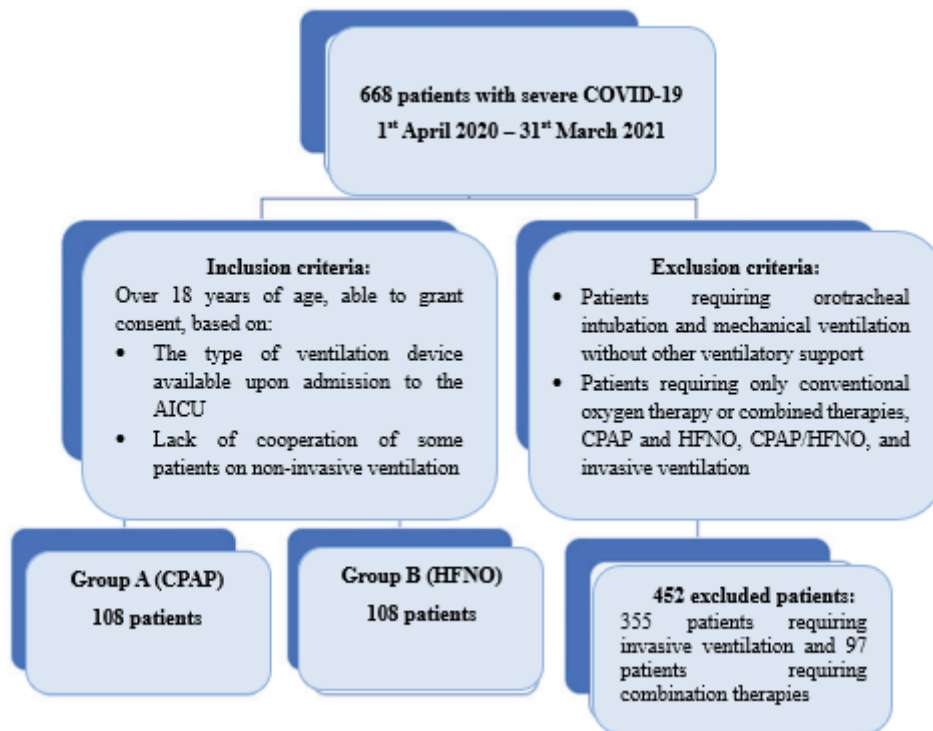 668 patients with severe COVID-19
1st April 2020 – 31st March 2021
Inclusion criteria:
Over 18 years of age, able to grant
consent, based on:
• The type of ventilation device
available upon admission to the
AICU
• Lack of cooperation of some
patients on non-invasive ventilation
Exclusion criteria:
• Patients requiring orotracheal
intubation and mechanical ventilation
without other ventilatory support
• Patients requiring only conventional
oxygen therapy or combined therapies,
CPAP and HFNO, CPAP/HFNO, and
invasive ventilation
Group A (CPAP)
108 patients
Group B (HFNO)
108 patients
452 excluded patients:
355 patients requiring
invasive ventilation and 97
patients requiring
combination therapies